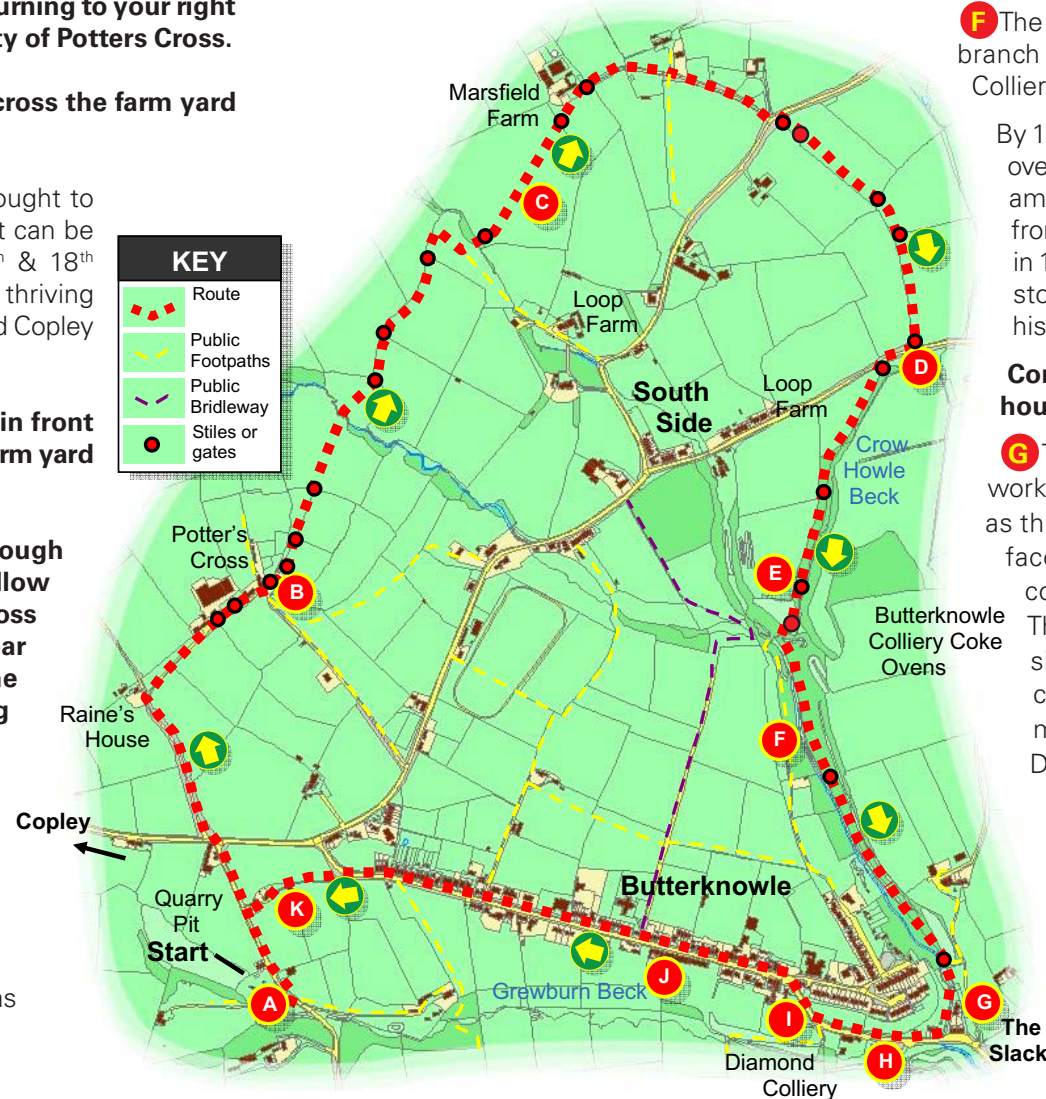 urning to your right
ty of Potters Cross.
cross the farm yard
ought to
t can be
h & 18th
thriving
d Copley
in front
rm yard
ough
llow
oss
ar
ne
g
as
KEY
Route
Public
Footpaths
Public
Bridleway
Stiles or
gates
Marsfield
Farm
C
Loop
Farm
South
Side
Loop
Farm
D
Crow
Howle
Beck
Potter's
Cross
B
E
Butterknowle
Colliery Coke
Ovens
Raine's
House
F
Copley
Quarry
Pit
Start
K
Butterknowle
A
Grewburn Beck
J
I
G
The
Slack
H
Diamond
Colliery
F The
branch
Collier
By 1
ove
am
fron
in 1
sto
his
Con
hous
G T
work
as th
face
co
Th
si
c
m
D